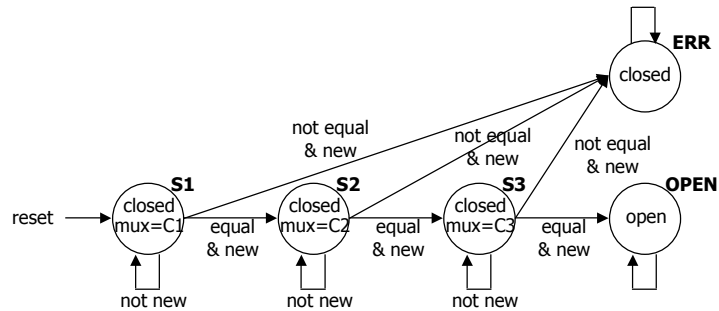 ERR
closed
not equal
& new
not equal
& new
not equal
& new
S1
S2
S3
OPEN
reset
closed
mux=C1
equal
& new
closed
mux=C2
equal
& new
closed
mux=C3
equal
& new
open
not new
not new
not new